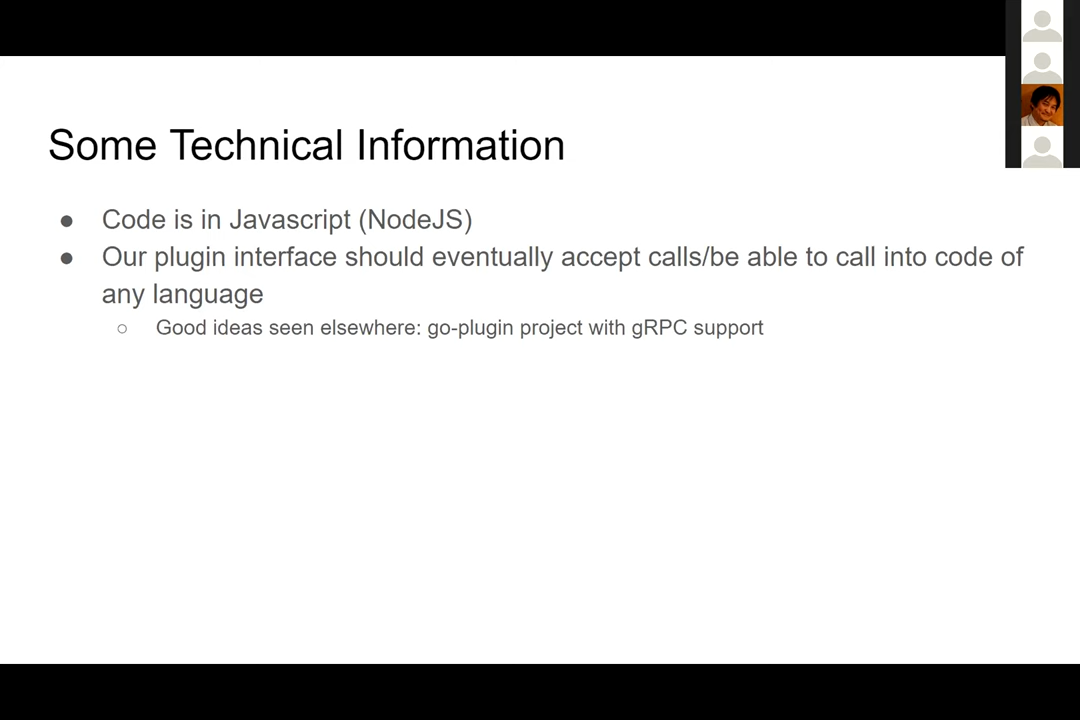 Some Technical Information
● Code is in Javascript (NodeJS)
● Our plugin interface should eventually accept calls/be able to call into code of
any language
○ Good ideas seen elsewhere: go-plugin project with gRPC support